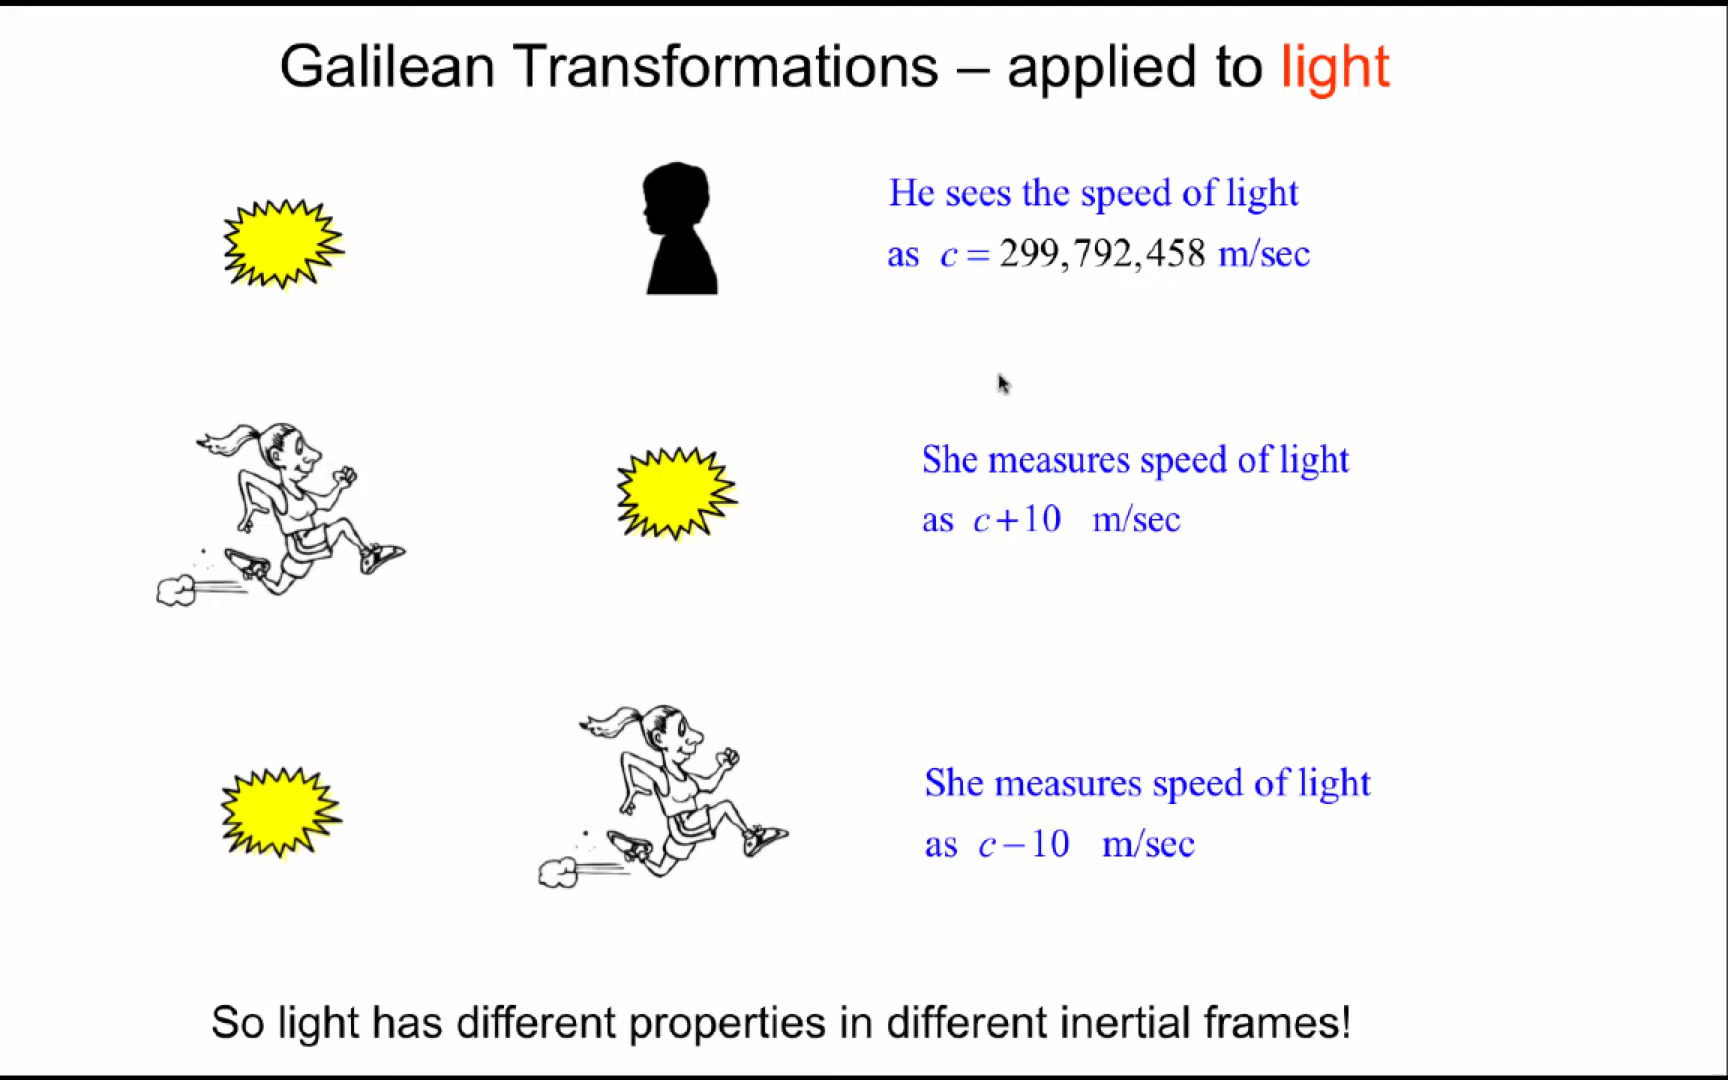 Galilean Transformations – applied to light
He sees the speed of light
as c = 299,792,458 m/sec
She measures speed of light
as c+10 m/sec
She measures speed of light
as c−10 m/sec
So light has different properties in different inertial frames!